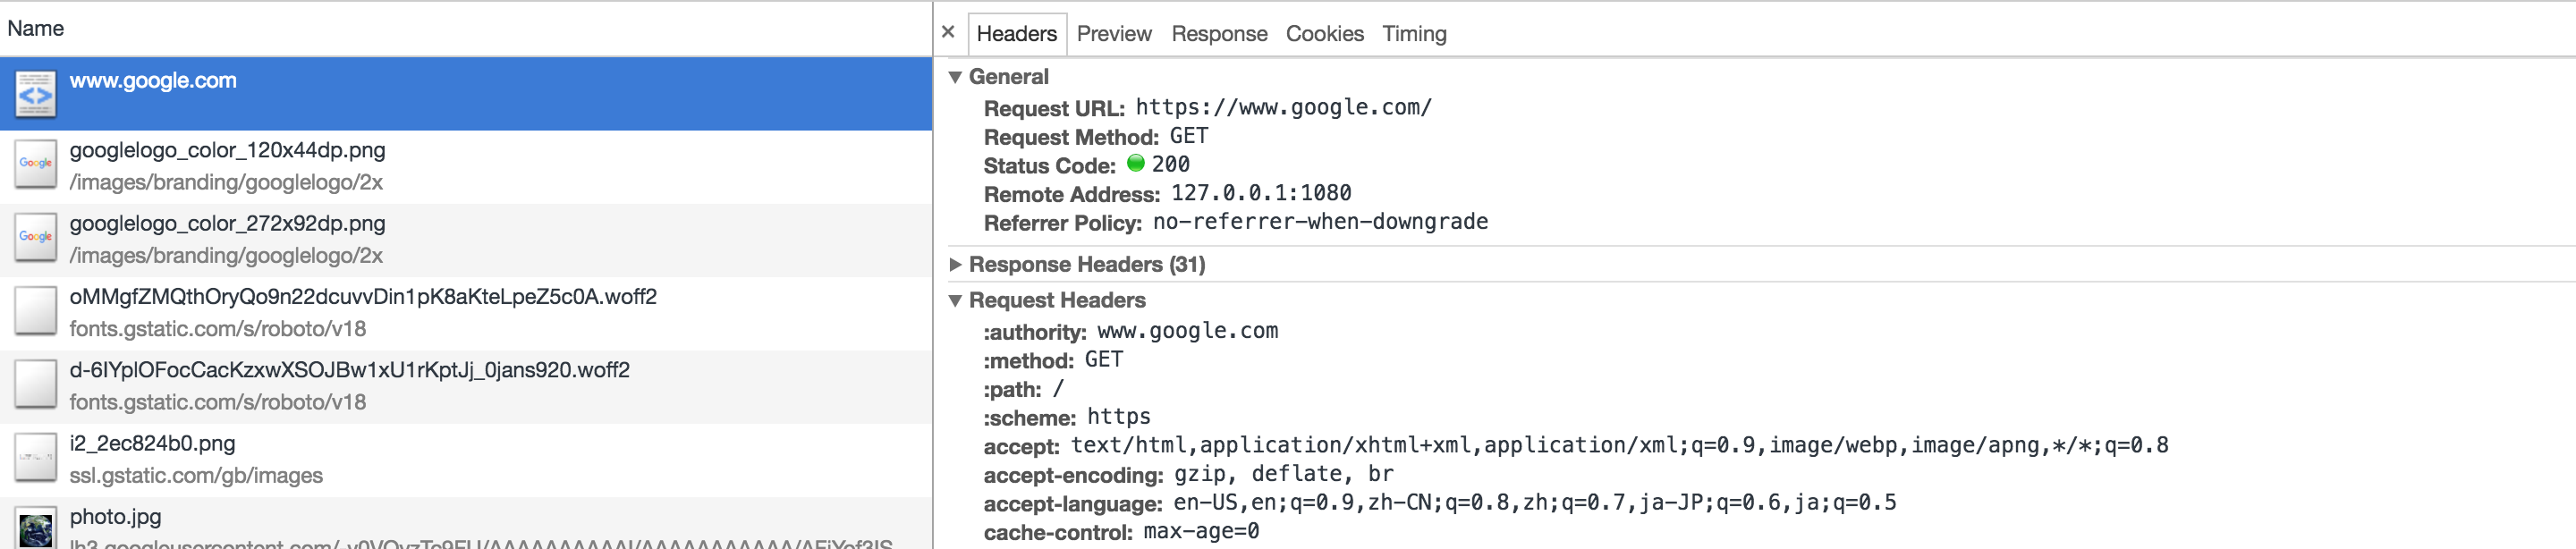 Name
www.google.com
googlelogo_color_120x44dp.png
/images/branding/googlelogo/2x
googlelogo_color_272x92dp.png
/images/branding/googlelogo/2x
oMMgfZMQthOryQo9n22dcuvvDin1pK8aKteLpeZ5c0A.woff2
fonts.gstatic.com/s/roboto/v18
d-6IYplOFocCacKzxwXSOJBw1xU1rKptJj_0jans920.woff2
fonts.gstatic.com/s/roboto/v18
i2_2ec824b0.png
ssl.gstatic.com/gb/images
photo.jpg
× Headers Preview Response Cookies Timing
▼ General
Request URL: https://www.google.com/
Request Method: GET
Status Code: 200
Remote Address: 127.0.0.1:1080
Referrer Policy: no-referrer-when-downgrade
▶ Response Headers (31)
▼ Request Headers
:authority: www.google.com
:method: GET
:path: /
:scheme: https
accept: text/html,application/xhtml+xml,application/xml;q=0.9,image/webp,image/apng,*/*;q=0.8
accept-encoding: gzip, deflate, br
accept-language: en-US,en;q=0.9,zh-CN;q=0.8,zh;q=0.7,ja-JP;q=0.6,ja;q=0.5
cache-control: max-age=0